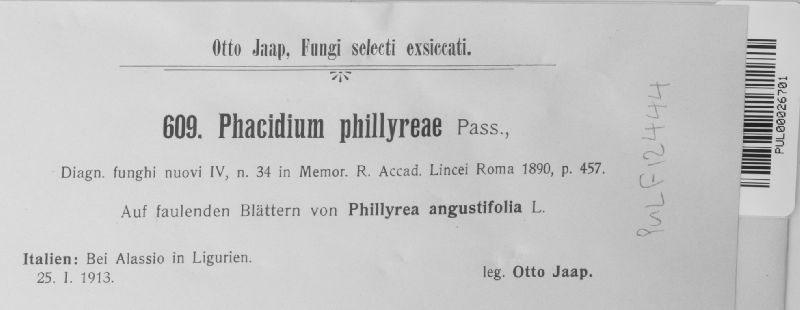 Otto Jaap, Fungi selecti exsiccati.
609. Phacidium phillyreae Pass.,
Diagn. funghi nuovi IV, n. 34 in Memor. R. Accad. Lincei Roma 1890, p. 457.
Auf faulenden Blättern von Phillyrea angustifolia L.
Italien: Bei Alassio in Ligurien.
25. I. 1913.
leg. Otto Jaap.
PulF12444
PUL00026701